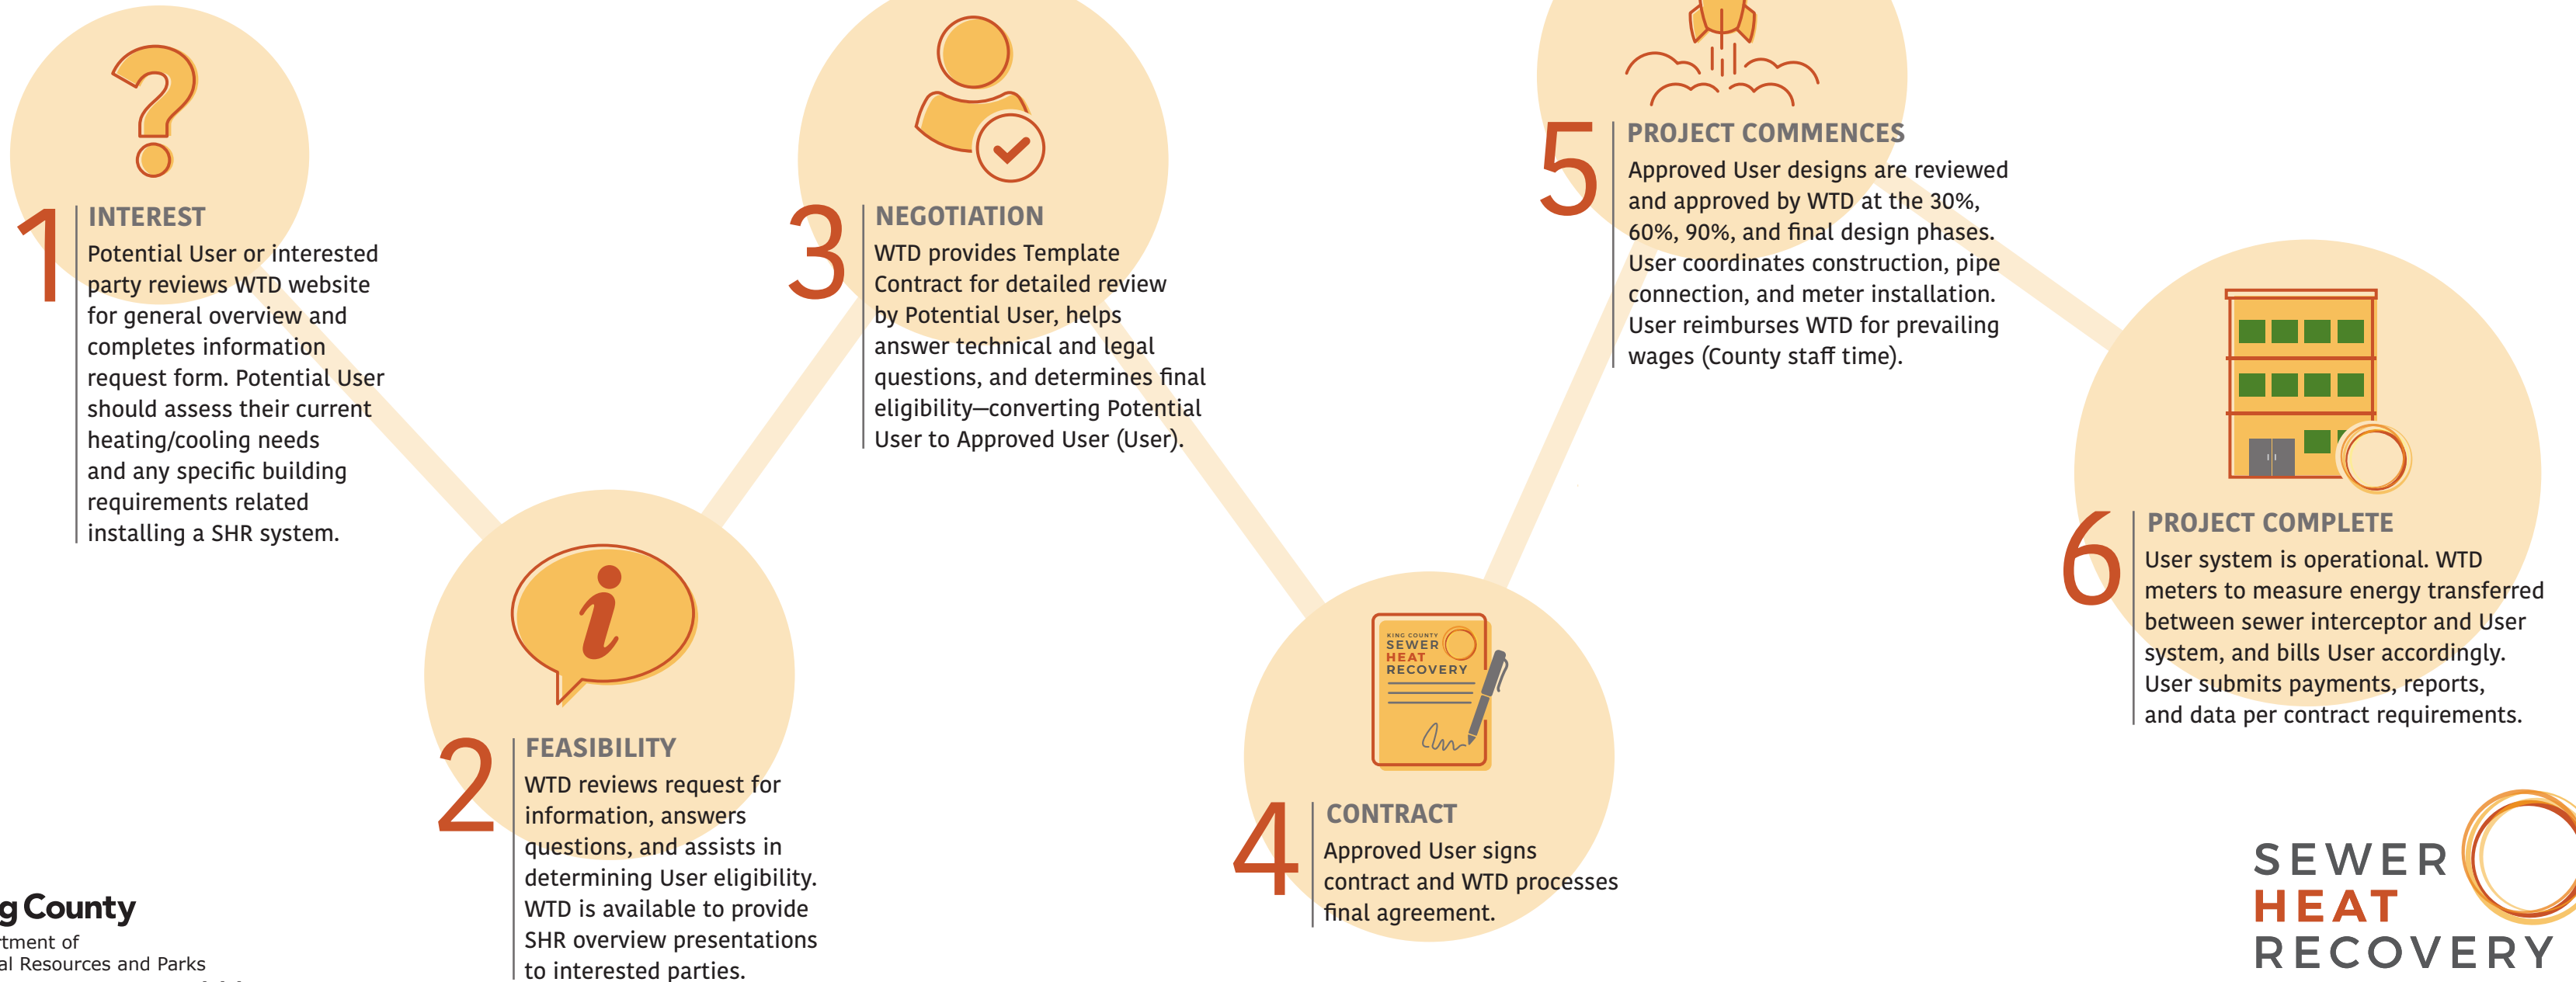 1
INTEREST
Potential User or interested
party reviews WTD website
for general overview and
completes information
request form. Potential User
should assess their current
heating/cooling needs
and any specific building
requirements related
installing a SHR system.
2
FEASIBILITY
WTD reviews request for
information, answers
questions, and assists in
determining User eligibility.
WTD is available to provide
SHR overview presentations
to interested parties.
3
NEGOTIATION
WTD provides Template
Contract for detailed review
by Potential User, helps
answer technical and legal
questions, and determines final
eligibility—converting Potential
User to Approved User (User).
KING COUNTY
SEWER
HEAT
RECOVERY
4
CONTRACT
Approved User signs
contract and WTD processes
final agreement.
5
PROJECT COMMENCES
Approved User designs are reviewed
and approved by WTD at the 30%,
60%, 90%, and final design phases.
User coordinates construction, pipe
connection, and meter installation.
User reimburses WTD for prevailing
wages (County staff time).
6
PROJECT COMPLETE
User system is operational. WTD
meters to measure energy transferred
between sewer interceptor and User
system, and bills User accordingly.
User submits payments, reports,
and data per contract requirements.
g County
rtment of
al Resources and Parks
SEWER
HEAT
RECOVERY